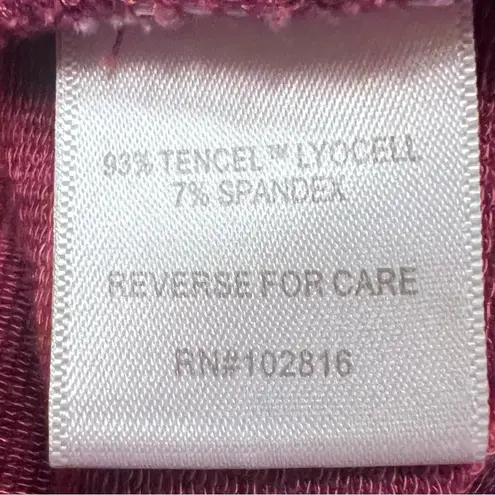 93% TENCEL™ LYOCELL
7% SPANDEX
REVERSE FOR CARE
RN#102816